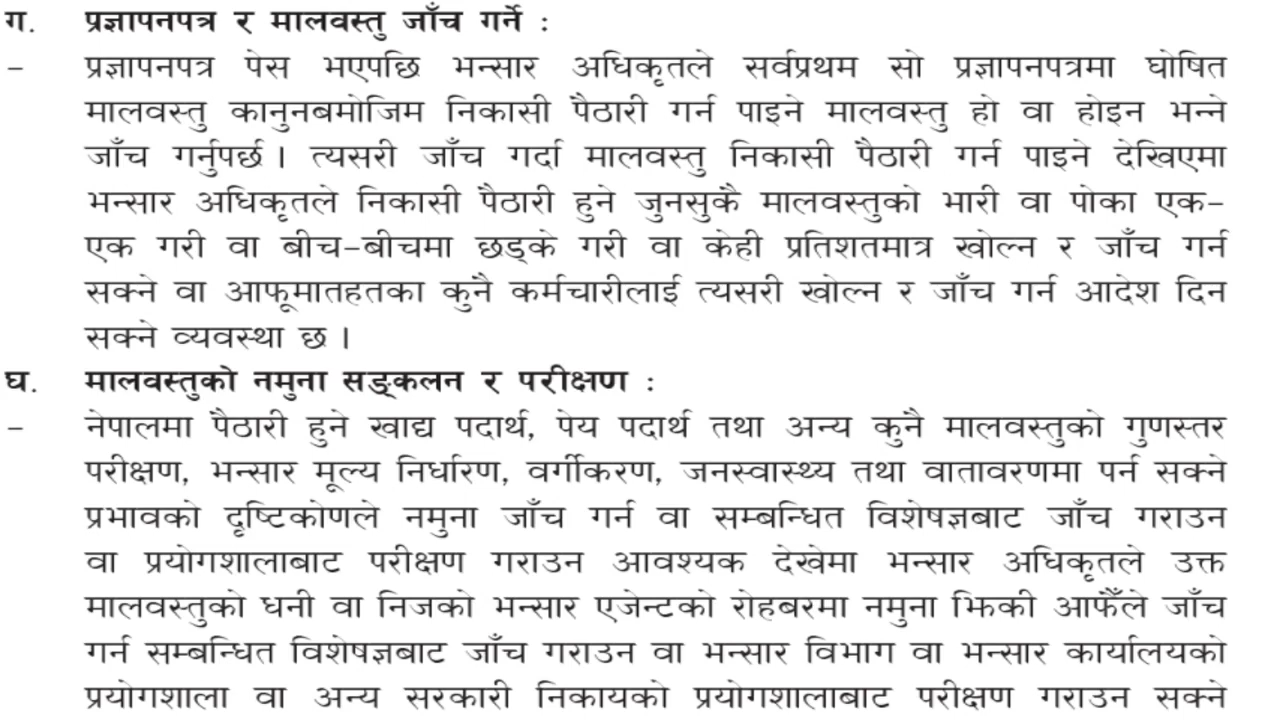 ग. प्रज्ञापनपत्र र मालवस्तु जाँच गर्ने :
- प्रज्ञापनपत्र पेस भएपछि भन्सार अधिकृतले सर्वप्रथम सो प्रज्ञापनपत्रमा घोषित
मालवस्तु कानुनबमोजिम निकासी पैठारी गर्न पाइने मालवस्तु हो वा होइन भन्ने
जाँच गर्नुपर्छ । त्यसरी जाँच गर्दा मालवस्तु निकासी पैठारी गर्न पाइने देखिएमा
भन्सार अधिकृतले निकासी पैठारी हुने जुनसुकै मालवस्तुको भारी वा पोका एक-
एक गरी वा बीच-बीचमा छड्के गरी वा केही प्रतिशतमात्र खोल्न र जाँच गर्न
सक्ने वा आफूमातहतका कुनै कर्मचारीलाई त्यसरी खोल्न र जाँच गर्न आदेश दिन
सक्ने व्यवस्था छ ।
घ. मालवस्तुको नमुना सङ्कलन र परीक्षण :
- नेपालमा पैठारी हुने खाद्य पदार्थ, पेय पदार्थ तथा अन्य कुनै मालवस्तुको गुणस्तर
परीक्षण, भन्सार मूल्य निर्धारण, वर्गीकरण, जनस्वास्थ्य तथा वातावरणमा पर्न सक्ने
प्रभावको दृष्टिकोणले नमुना जाँच गर्न वा सम्बन्धित विशेषज्ञबाट जाँच गराउन
वा प्रयोगशालाबाट परीक्षण गराउन आवश्यक देखेमा भन्सार अधिकृतले उक्त
मालवस्तुको धनी वा निजको भन्सार एजेन्टको रोहबरमा नमुना झिकी आफैँले जाँच
गर्न सम्बन्धित विशेषज्ञबाट जाँच गराउन वा भन्सार विभाग वा भन्सार कार्यालयको
प्रयोगशाला वा अन्य सरकारी निकायको प्रयोगशालाबाट परीक्षण गराउन सक्ने